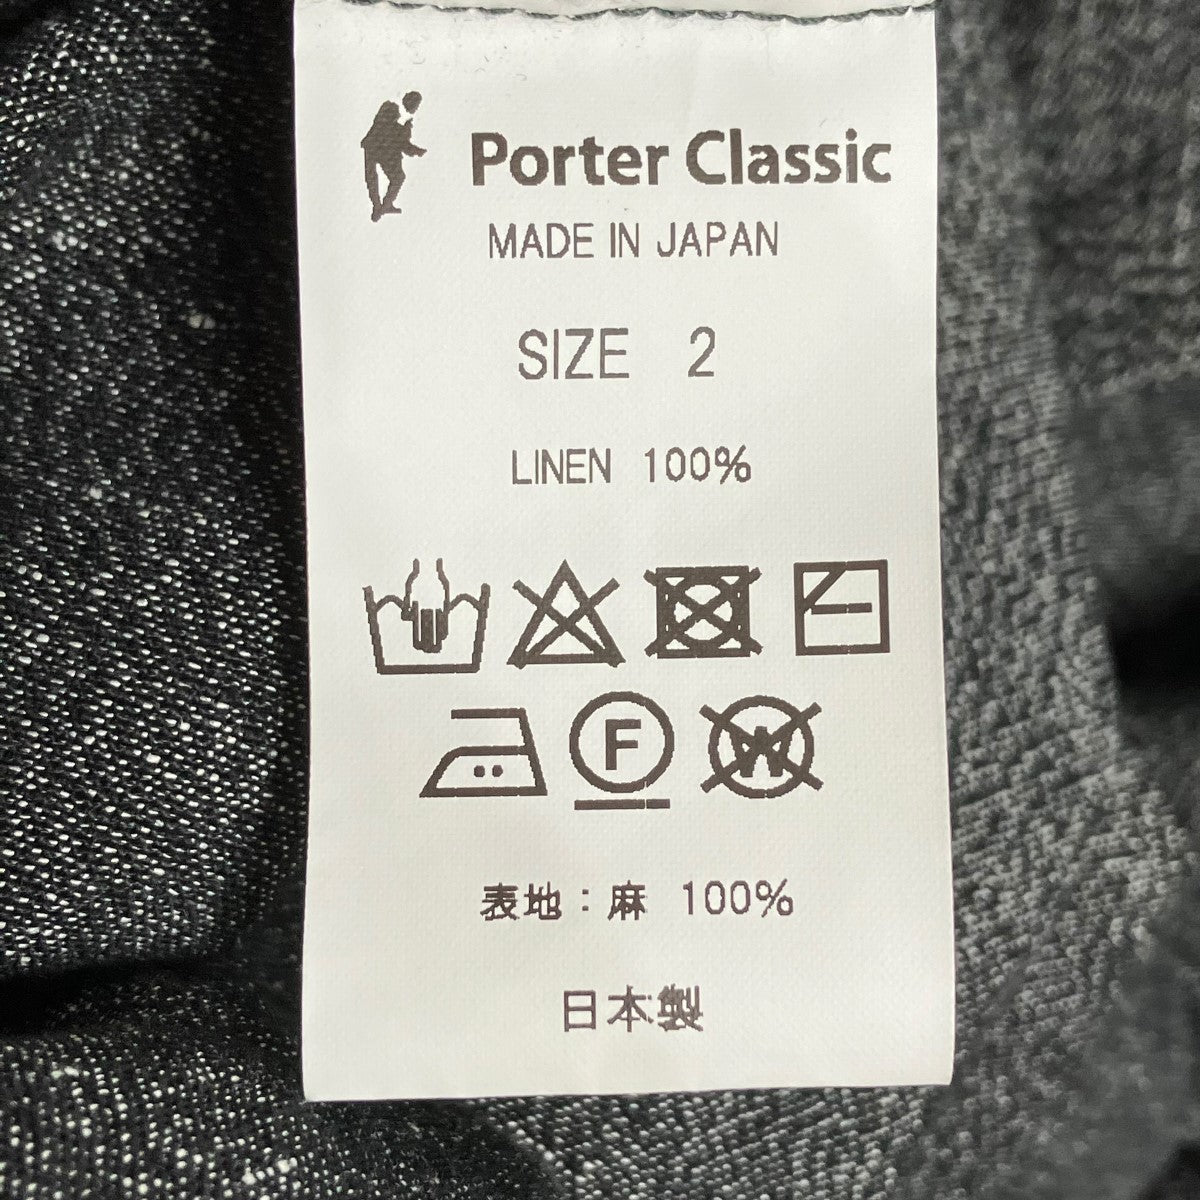 Porter Classic
MADE IN JAPAN
SIZE 2
LINEN 100%
F
W
表地：麻 100%
日本製